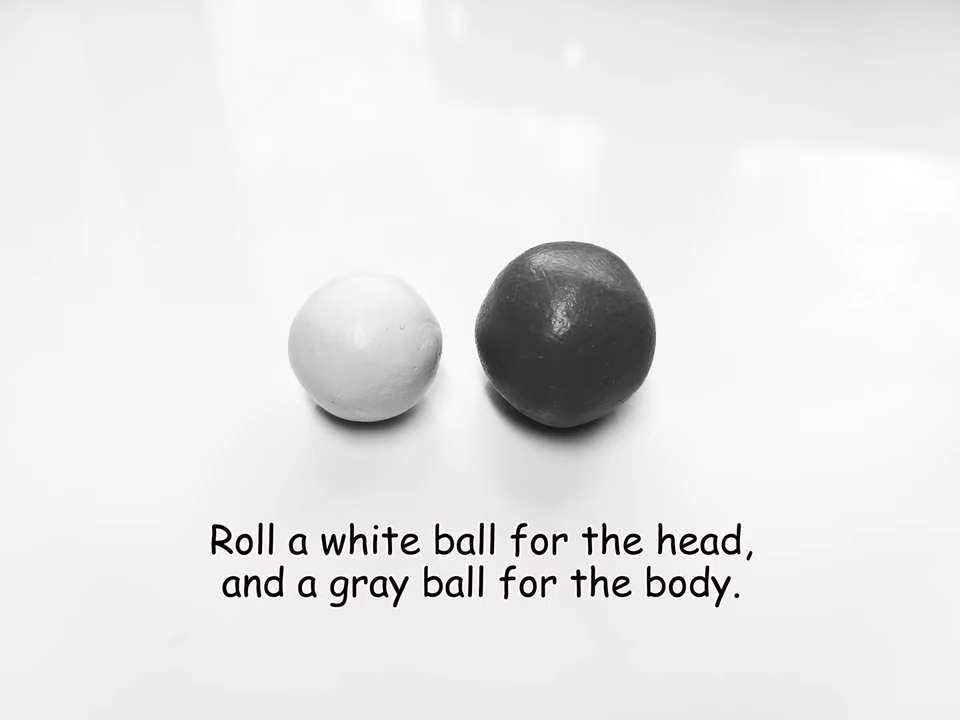 Roll a white ball for the head,
and a gray ball for the body.